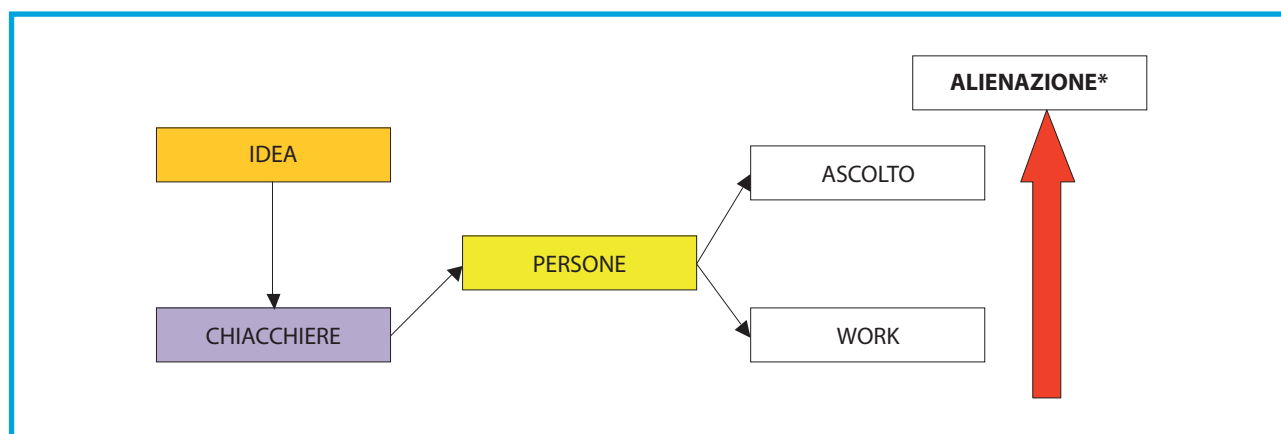 ALIENAZIONE*
IDEA
ASCOLTO
PERSONE
CHIACCHIERE
WORK